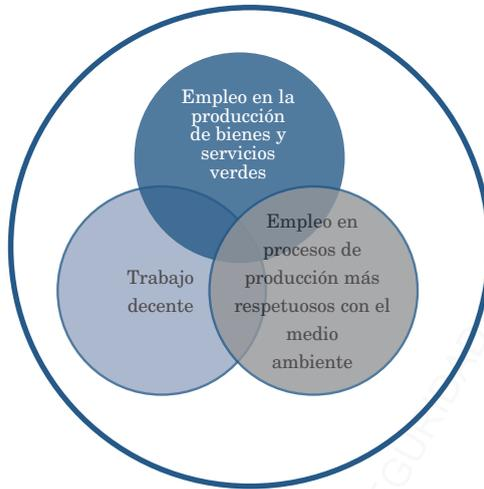 Empleo en la
producción
de bienes y
servicios
verdes
Trabajo
decente
Empleo en
procesos de
producción más
respetuosos con el
medio
ambiente